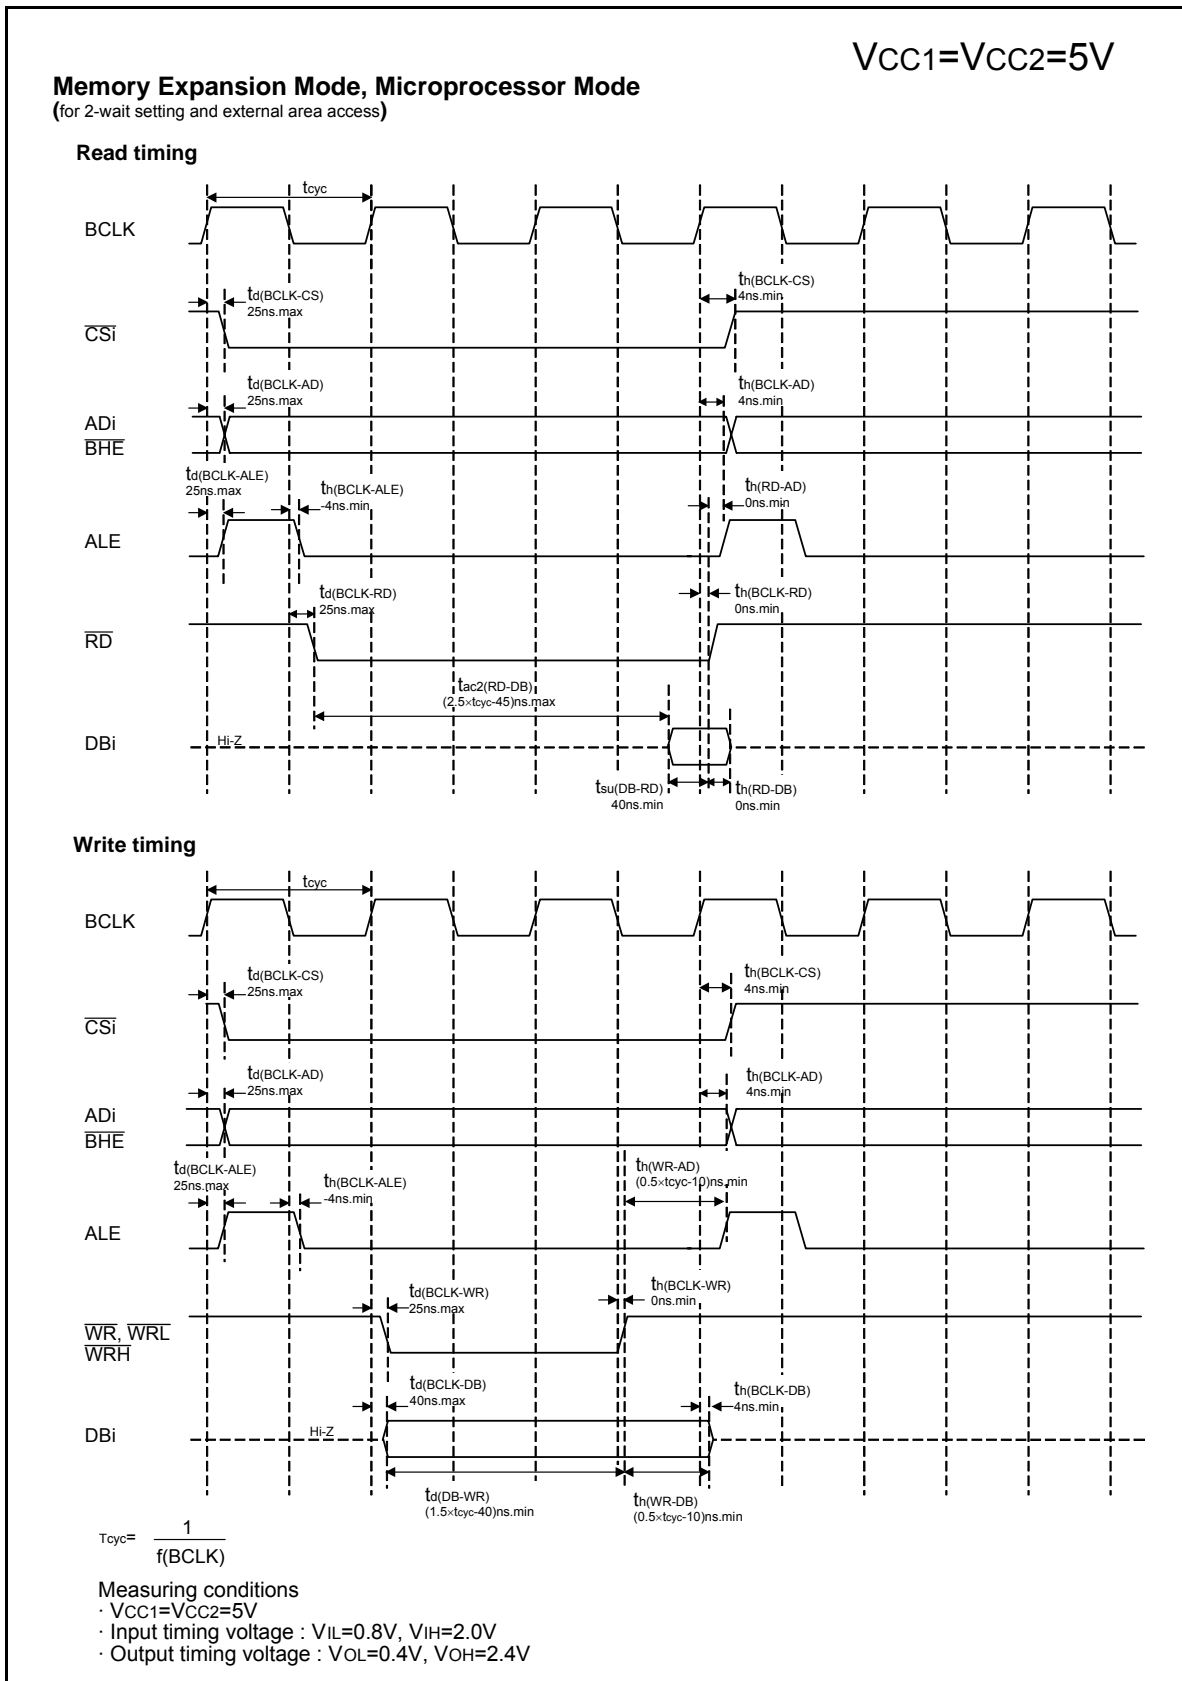 VCC1=VCC2=5V
Memory Expansion Mode, Microprocessor Mode
(for 2-wait setting and external area access)
Read timing
tcyc
BCLK
td(BCLK-CS)
25ns.max
th(BCLK-CS)
4ns.min
CSi
td(BCLK-AD)
25ns.max
th(BCLK-AD)
4ns.min
ADi
BHE
td(BCLK-ALE)
25ns.max
th(BCLK-ALE)
-4ns.min
th(RD-AD)
0ns.min
ALE
td(BCLK-RD)
25ns.max
th(BCLK-RD)
0ns.min
RD
tac2(RD-DB)
(2.5×tcyc-45)ns.max
DBi
Hi-Z
tsu(DB-RD)
40ns.min
th(RD-DB)
0ns.min
Write timing
tcyc
BCLK
td(BCLK-CS)
25ns.max
th(BCLK-CS)
4ns.min
CSi
td(BCLK-AD)
25ns.max
th(BCLK-AD)
4ns.min
ADi
BHE
td(BCLK-ALE)
25ns.max
th(BCLK-ALE)
-4ns.min
th(WR-AD)
(0.5×tcyc-10)ns.min
ALE
td(BCLK-WR)
25ns.max
th(BCLK-WR)
0ns.min
WR, WRL
WRH
td(BCLK-DB)
40ns.max
th(BCLK-DB)
4ns.min
DBi
Hi-Z
td(DB-WR)
(1.5×tcyc-40)ns.min
th(WR-DB)
(0.5×tcyc-10)ns.min
Tcyc= 1
f(BCLK)
Measuring conditions
· VCC1=VCC2=5V
· Input timing voltage : VIL=0.8V, VIH=2.0V
· Output timing voltage : VOL=0.4V, VOH=2.4V